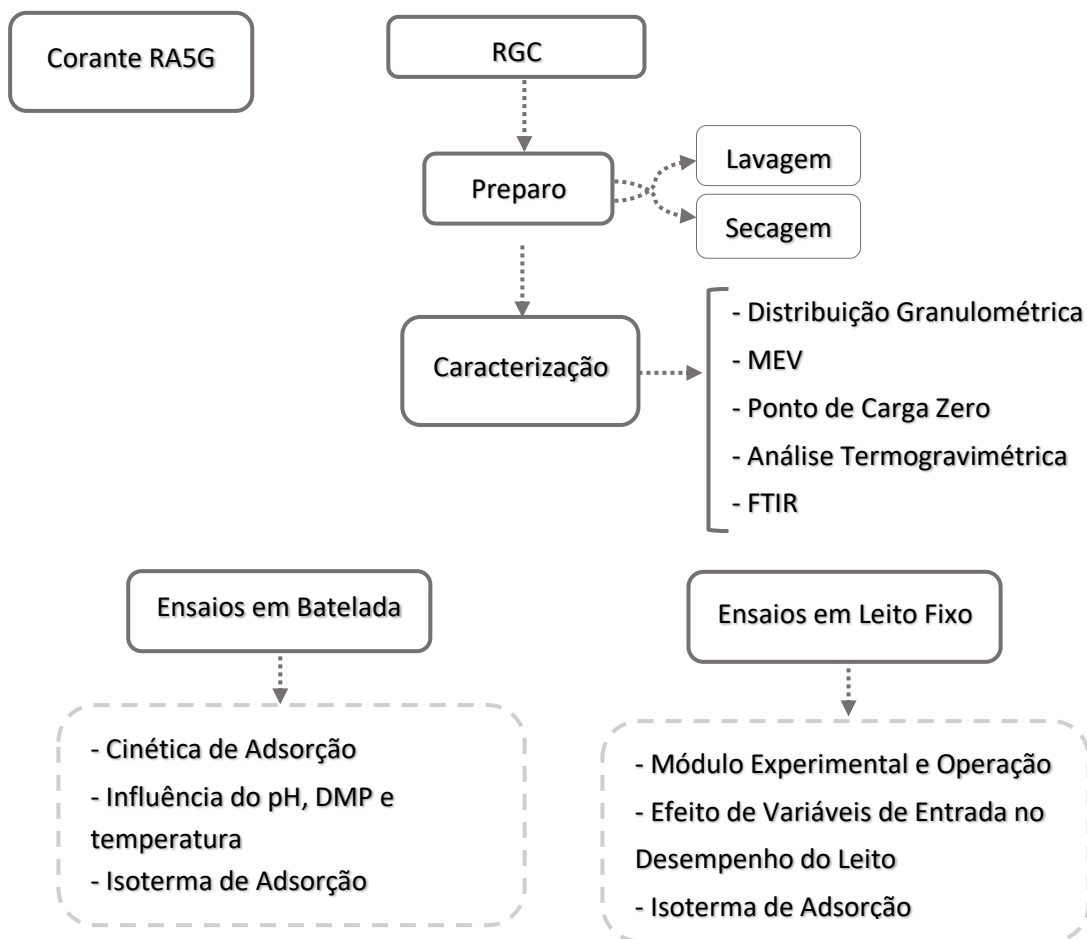 Corante RA5G
RGC
Preparo
Lavagem
Secagem
Caracterização
- Distribuição Granulométrica
- MEV
- Ponto de Carga Zero
- Análise Termogravimétrica
- FTIR
Ensaios em Batelada
- Cinética de Adsorção
- Influência do pH, DMP e
temperatura
- Isoterma de Adsorção
Ensaios em Leito Fixo
- Módulo Experimental e Operação
- Efeito de Variáveis de Entrada no
Desempenho do Leito
- Isoterma de Adsorção